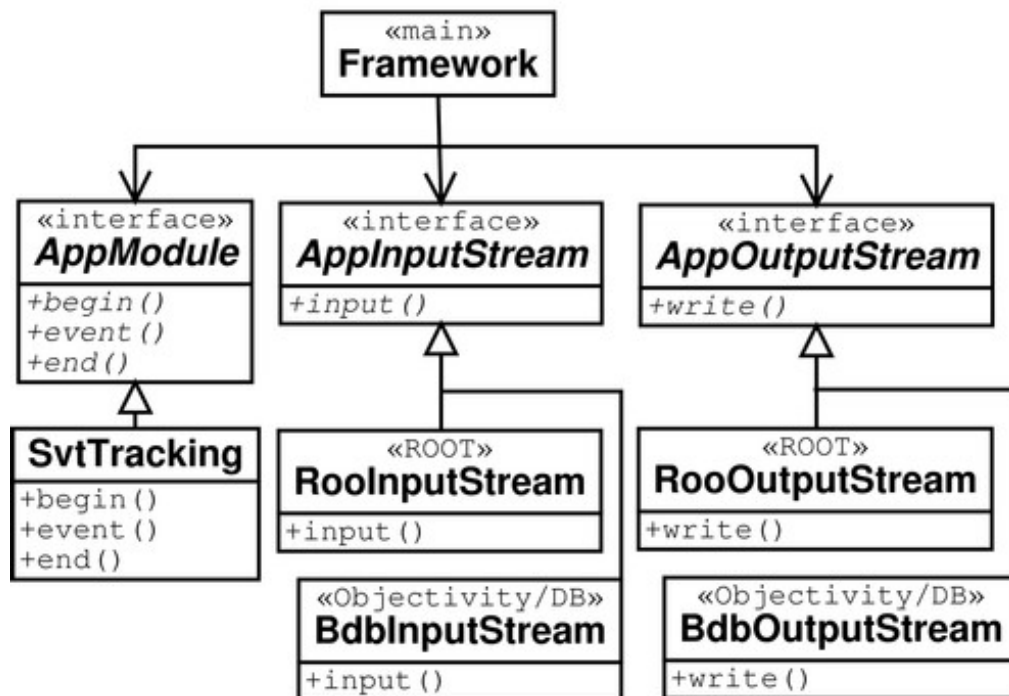 «main»
Framework
«interface»
AppModule
+begin()
+event()
+end()
«interface»
AppInputStream
+input()
«interface»
AppOutputStream
+write()
SvtTracking
+begin()
+event()
+end()
«ROOT»
RooInputStream
+input()
«ROOT»
RooOutputStream
+write()
«Objectivity/DB»
BdbInputStream
+input()
«Objectivity/DB»
BdbOutputStream
+write()